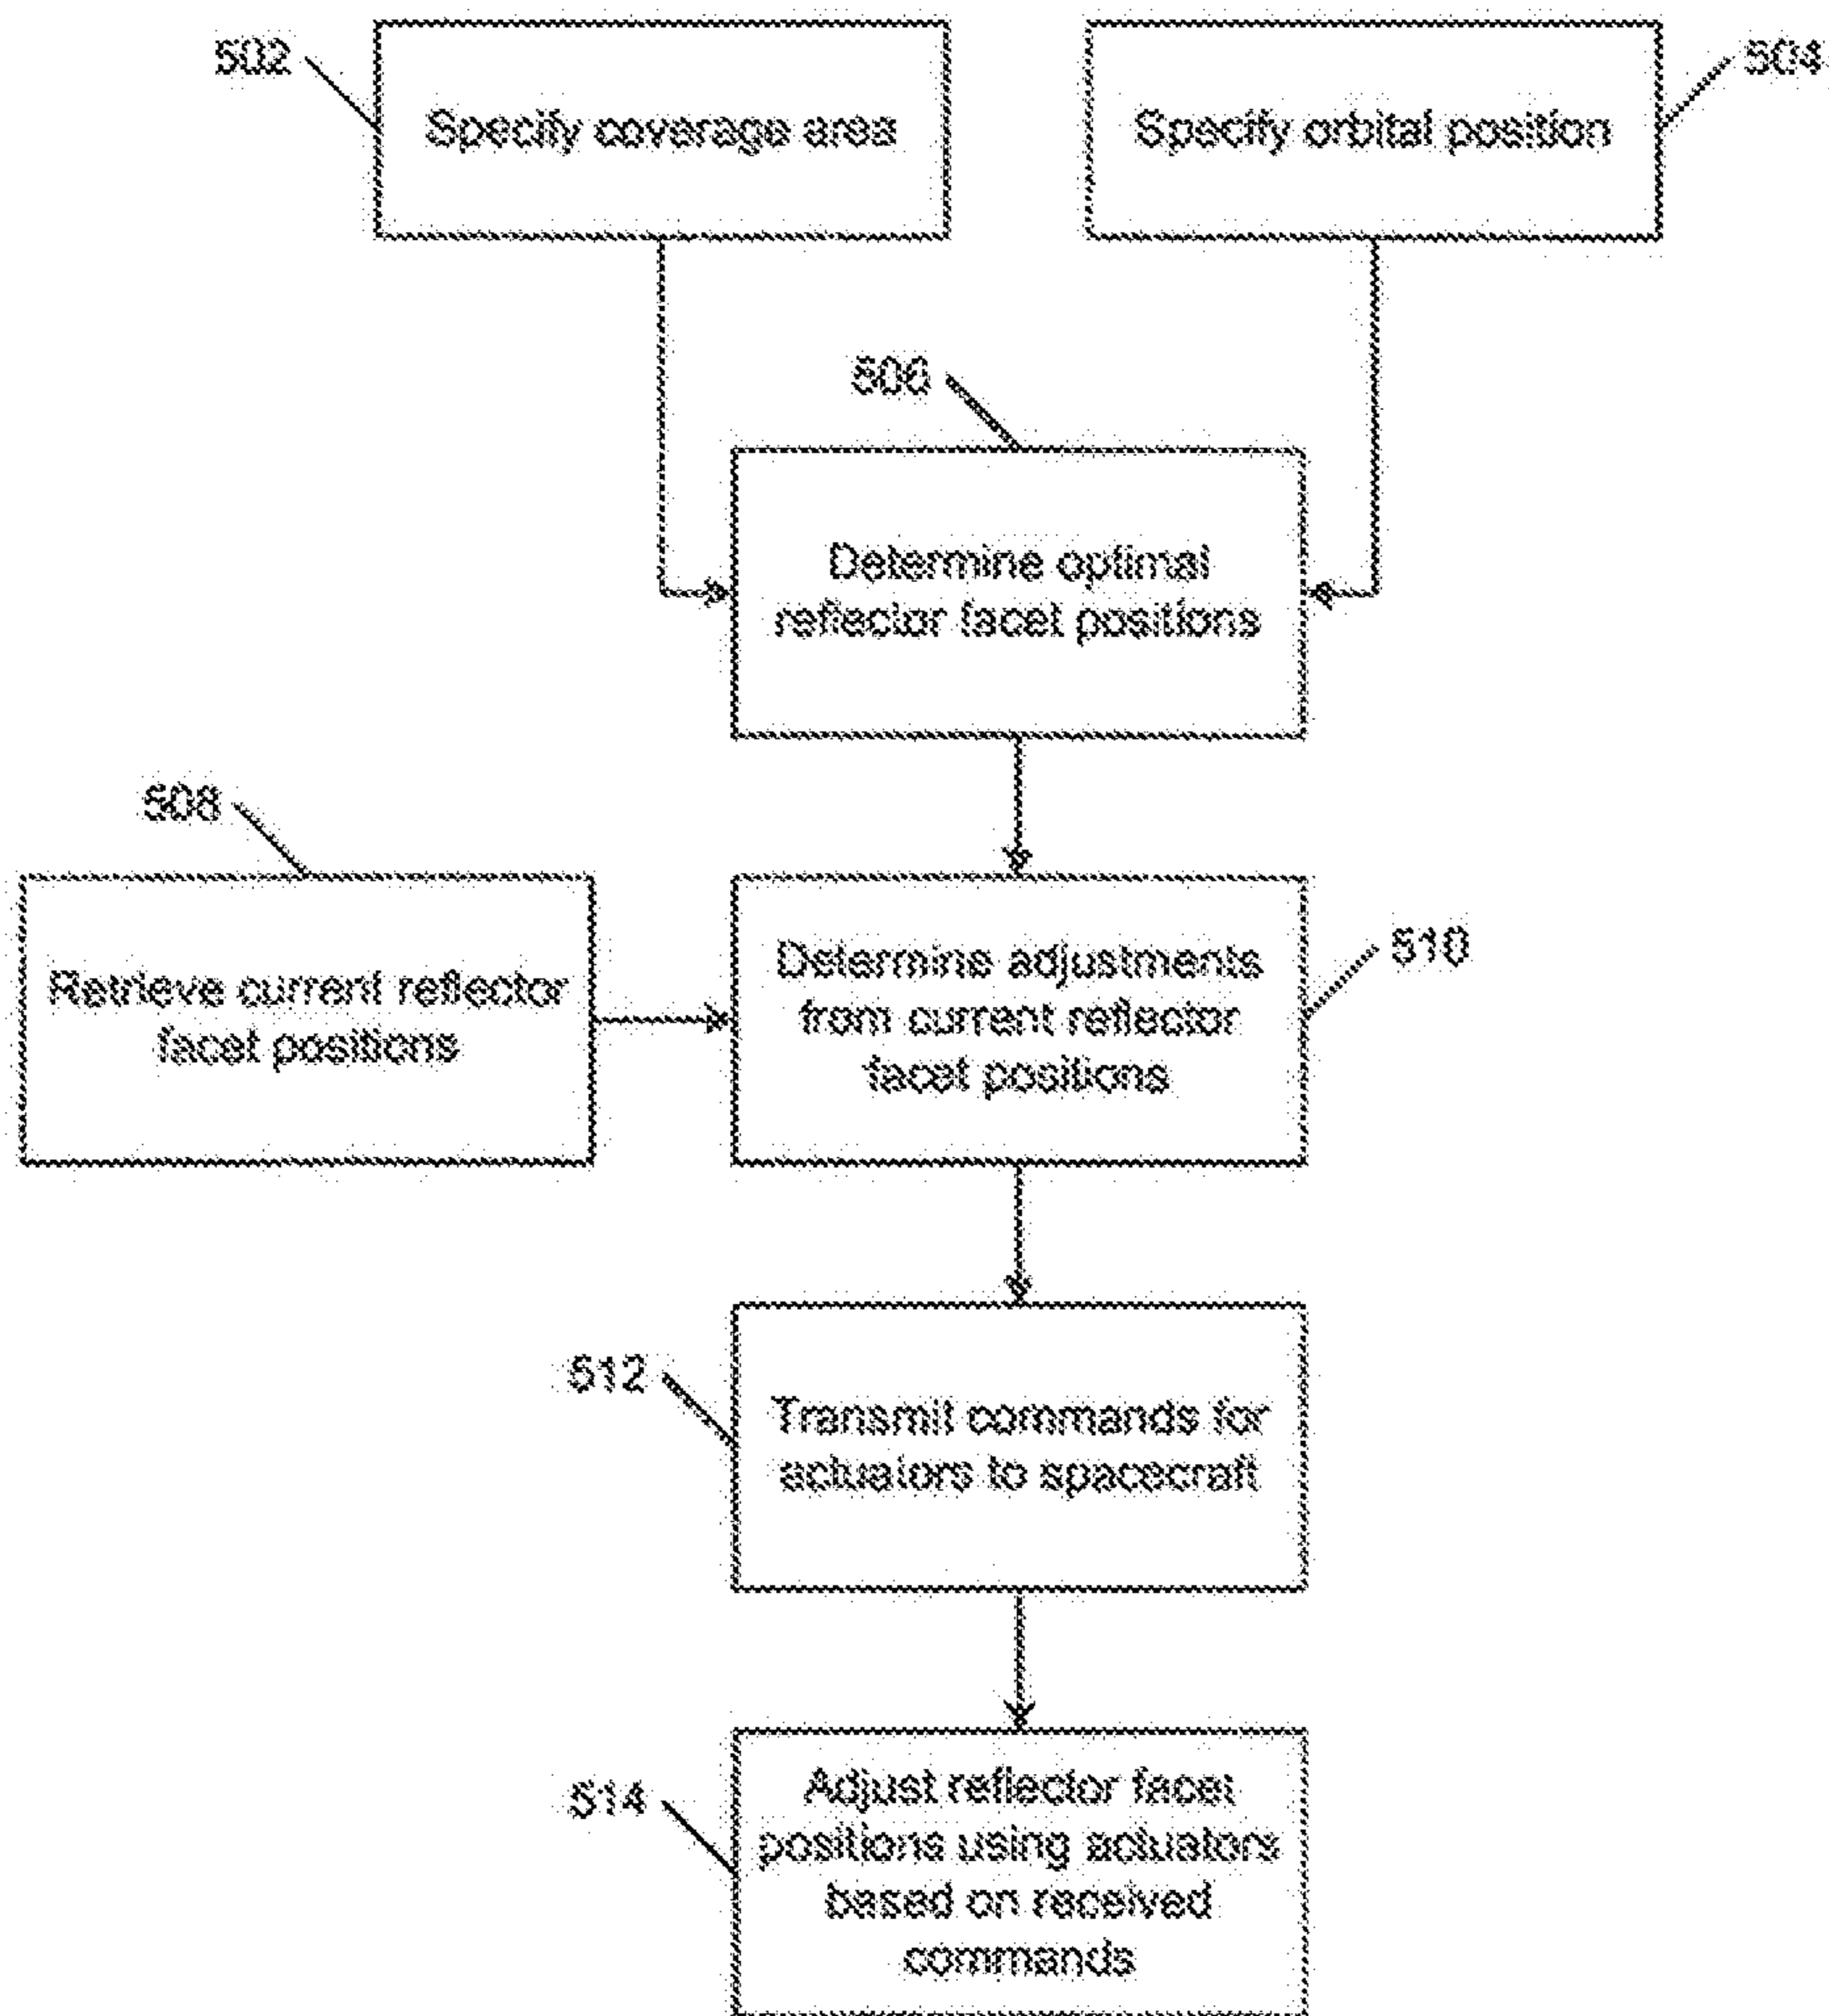 502
Specify coverage area
Specify orbital position
504
506
Determine optimal
reflector facet positions
508
Retrieve current reflector
facet positions
Determine adjustments
from current reflector
facet positions
510
512
Transmit commands for
actuators to spacecraft
514
Adjust reflector facet
positions using actuators
based on received
commands